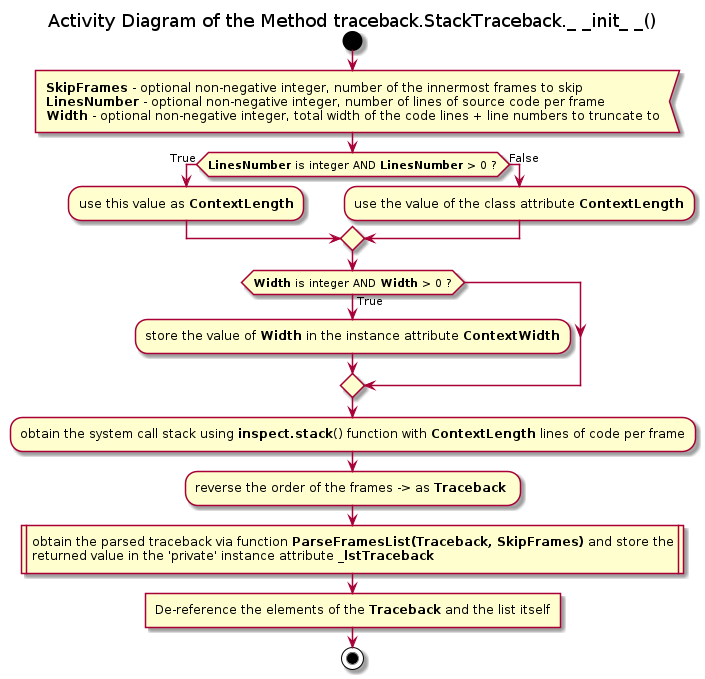 Activity Diagram of the Method traceback.StackTraceback._ _init_ _()
SkipFrames - optional non-negative integer, number of the innermost frames to skip
LinesNumber - optional non-negative integer, number of lines of source code per frame
Width - optional non-negative integer, total width of the code lines + line numbers to truncate to
True
LinesNumber is integer AND LinesNumber > 0 ?
False
use this value as ContextLength
use the value of the class attribute ContextLength
Width is integer AND Width > 0 ?
True
store the value of Width in the instance attribute ContextWidth
obtain the system call stack using inspect.stack() function with ContextLength lines of code per frame
reverse the order of the frames -> as Traceback
obtain the parsed traceback via function ParseFramesList(Traceback, SkipFrames) and store the
returned value in the 'private' instance attribute _lstTraceback
De-reference the elements of the Traceback and the list itself